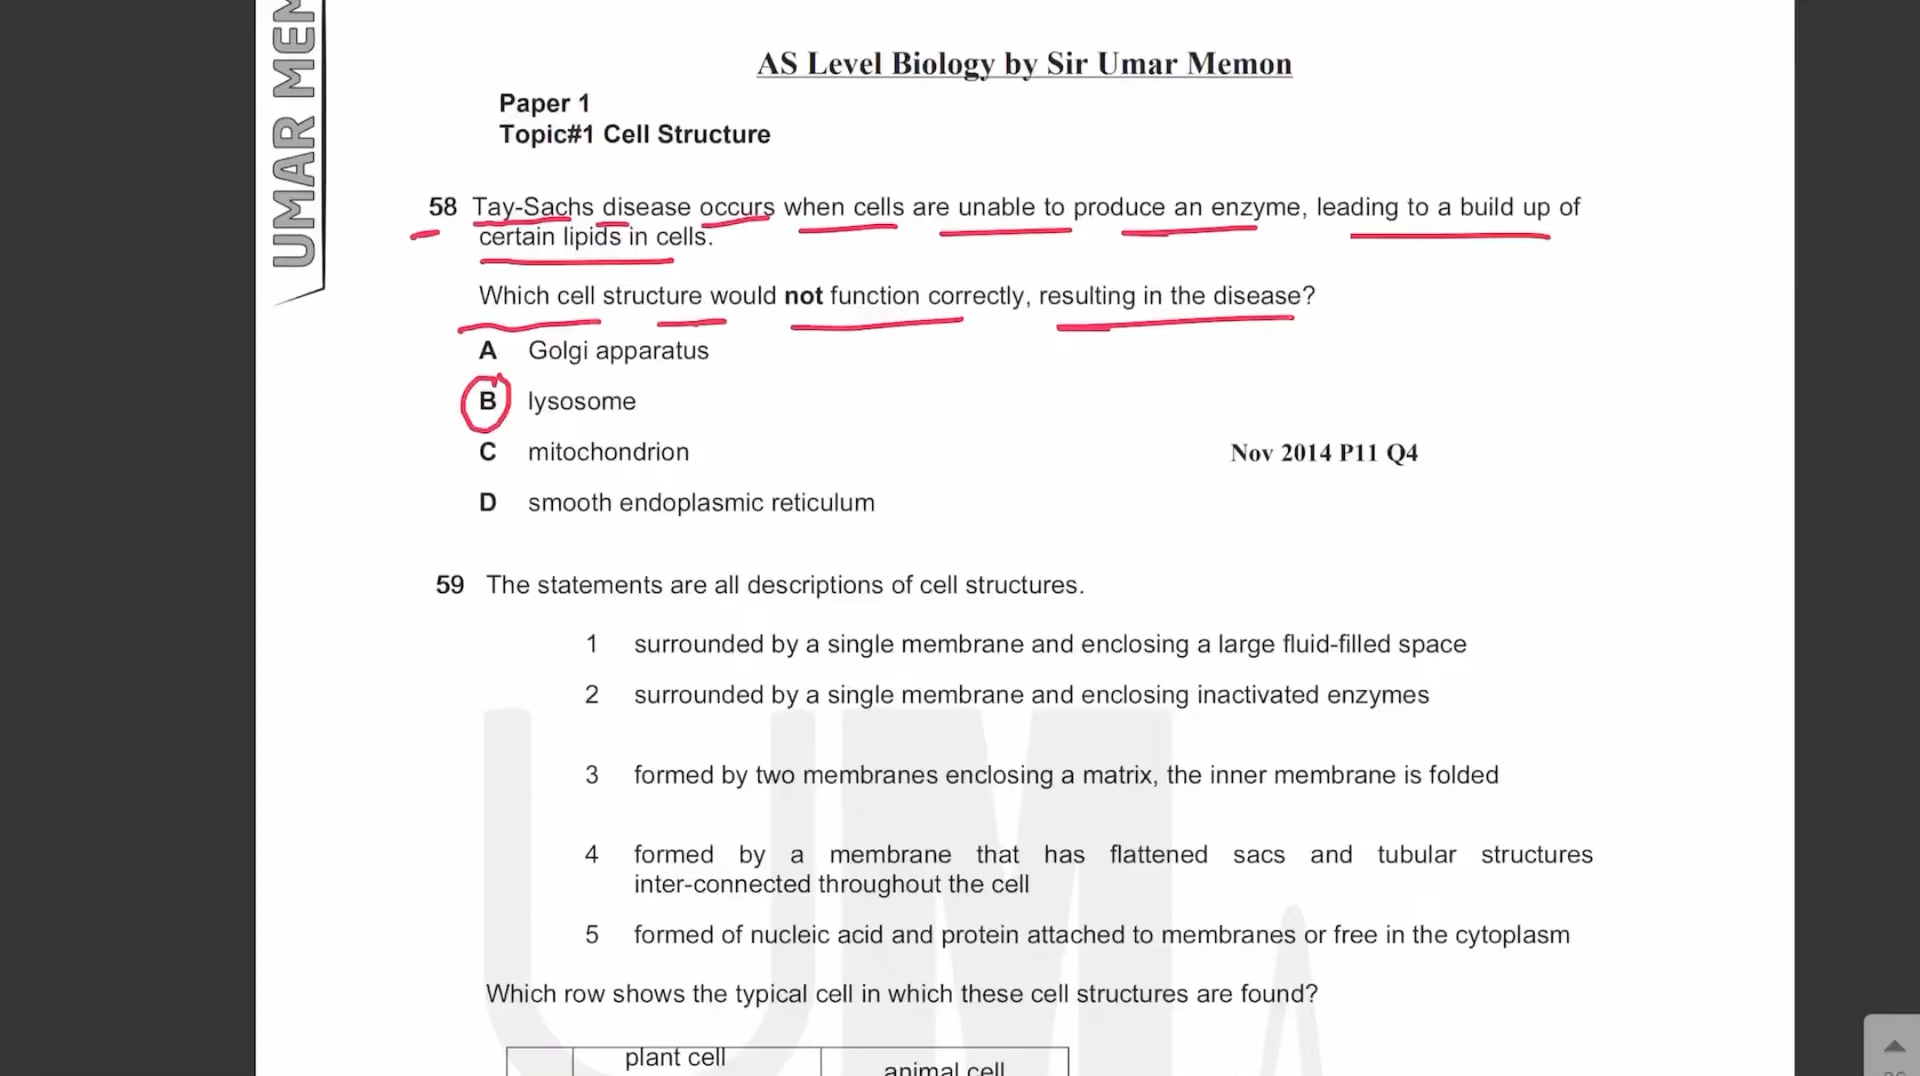 UMAR MEM
AS Level Biology by Sir Umar Memon
Paper 1
Topic#1 Cell Structure
58 Tay-Sachs disease occurs when cells are unable to produce an enzyme, leading to a build up of
certain lipids in cells.
Which cell structure would not function correctly, resulting in the disease?
A Golgi apparatus
B lysosome
C mitochondrion
Nov 2014 P11 Q4
D smooth endoplasmic reticulum
59 The statements are all descriptions of cell structures.
1 surrounded by a single membrane and enclosing a large fluid-filled space
2 surrounded by a single membrane and enclosing inactivated enzymes
3 formed by two membranes enclosing a matrix, the inner membrane is folded
4 formed by a membrane that has flattened sacs and tubular structures
inter-connected throughout the cell
5 formed of nucleic acid and protein attached to membranes or free in the cytoplasm
Which row shows the typical cell in which these cell structures are found?
plant cell
animal cell